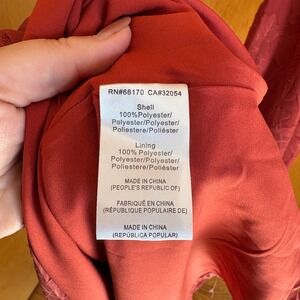 RN#66170 CA#32054
Shell
100%Polyester/
Polyester/Polyester/
Poliestere/Poliéster
Lining
100% Polyester/
Polyester/Polyester/
Poliestere/Poliéster
MADE IN CHINA
(PEOPLE'S REPUBLIC OF)
FABRIQUÉ EN CHINA
(RÉPUBLIQUE POPULAIRE DE)
MADE IN CHINA
(REPÚBLICA POPULAR)